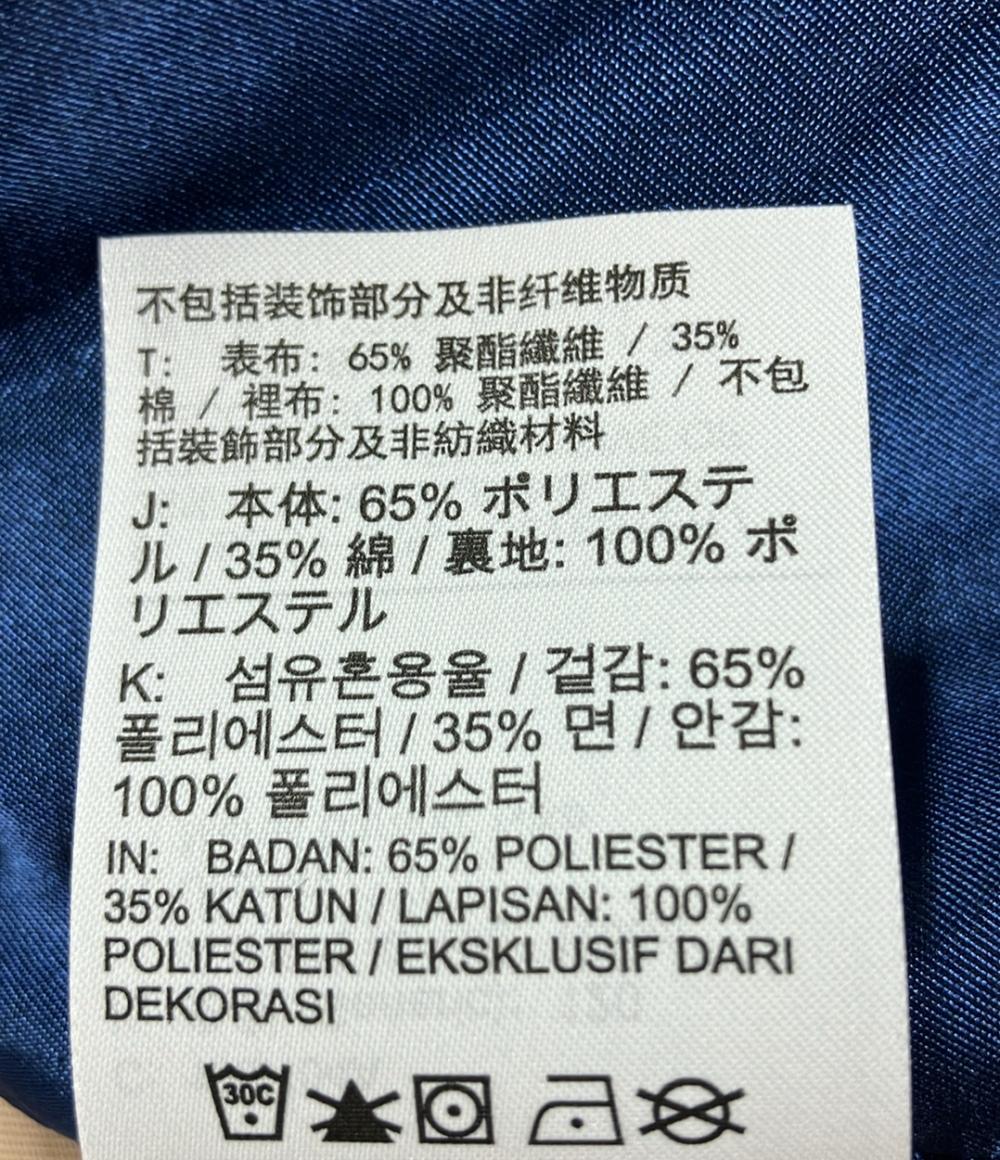 不包括装饰部分及非纤维物质
T: 表布: 65% 聚酯纖維 / 35%
棉 / 裡布: 100% 聚酯纖維 / 不包
括裝飾部分及非紡織材料
J: 本体: 65% ポリエステ
ル / 35% 綿 / 裏地: 100% ポ
リエステル
K: 섬유혼용율 / 겉감: 65%
폴리에스터 / 35% 면 / 안감:
100% 폴리에스터
IN: BADAN: 65% POLIESTER /
35% KATUN / LAPISAN: 100%
POLIESTER / EKSKLUSIF DARI
DEKORASI
30C